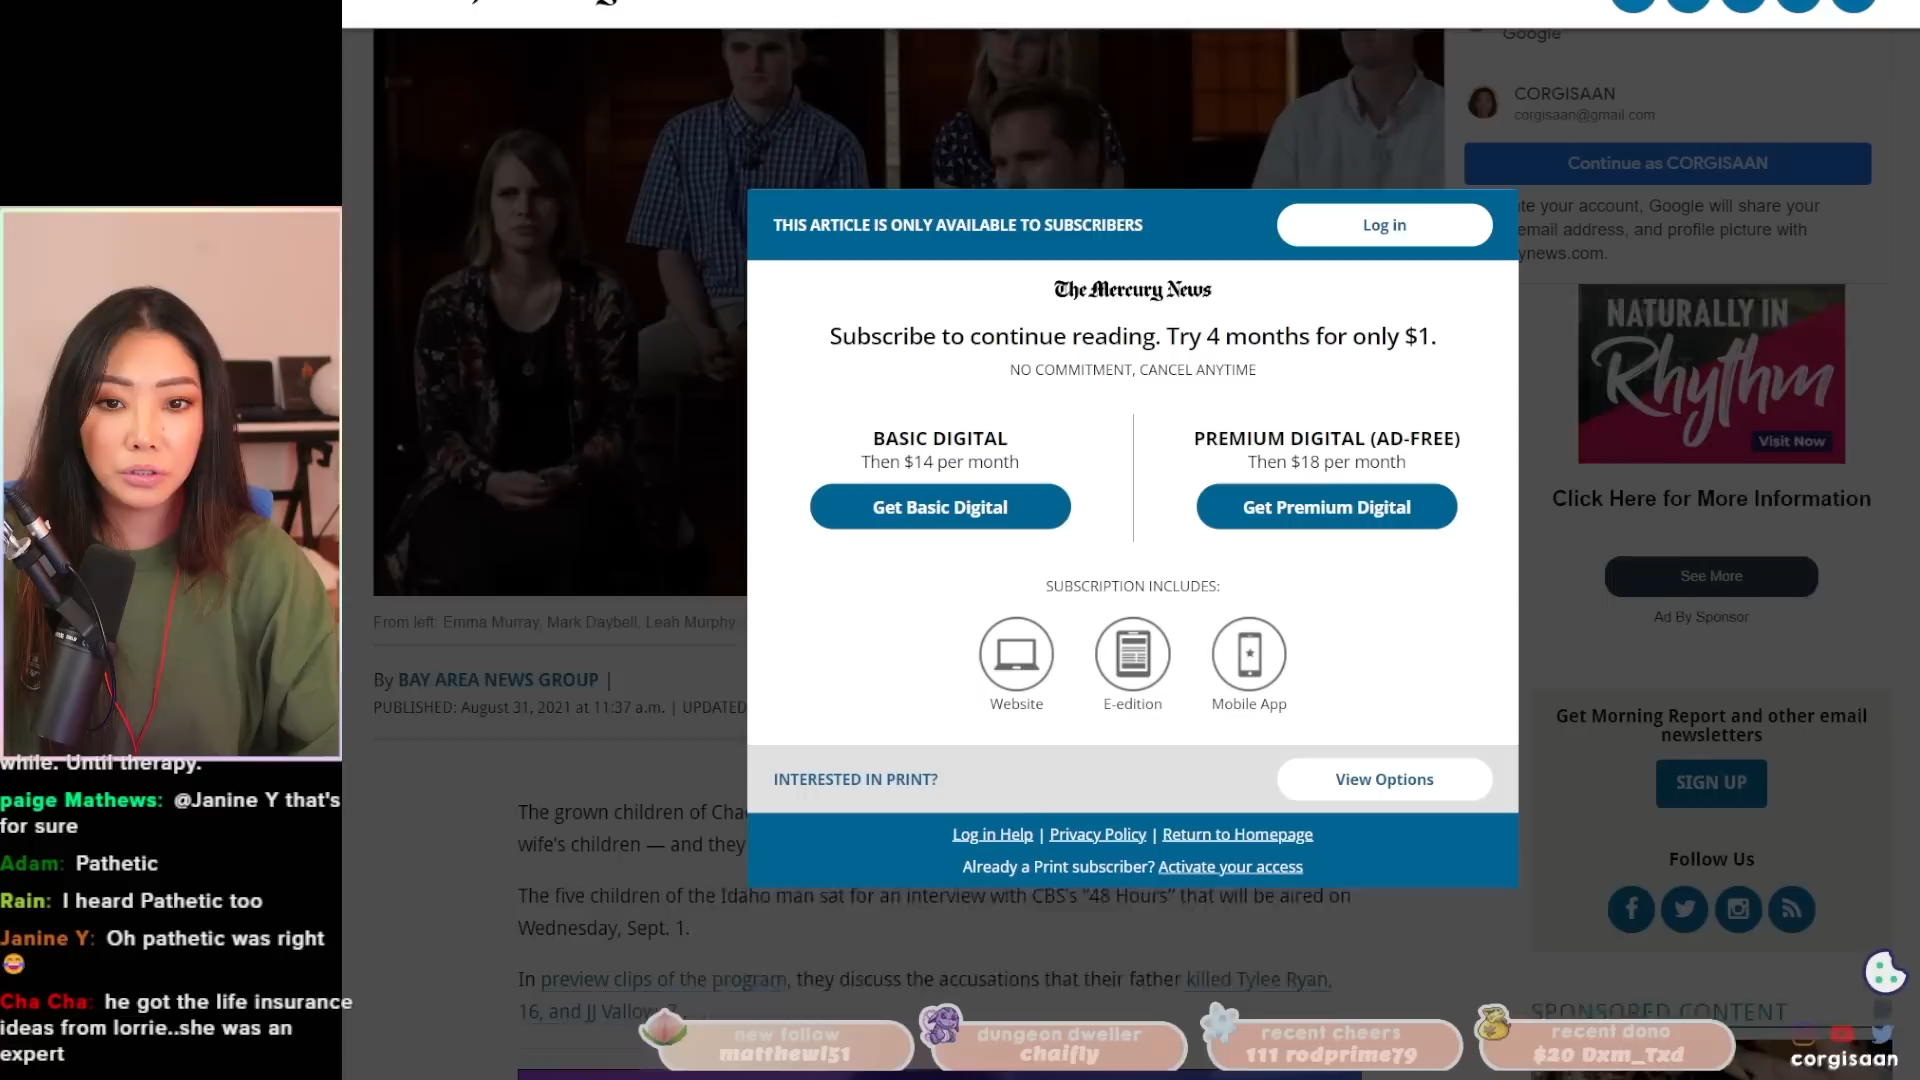 Google
CORGISAAN
corgisaan@gmail.com
Continue as CORGISAAN
te your account, Google will share your
email address, and profile picture with
ynews.com.
THIS ARTICLE IS ONLY AVAILABLE TO SUBSCRIBERS
Log in
The Mercury News
Subscribe to continue reading. Try 4 months for only $1.
NO COMMITMENT, CANCEL ANYTIME
BASIC DIGITAL
Then $14 per month
Get Basic Digital
PREMIUM DIGITAL (AD-FREE)
Then $18 per month
Get Premium Digital
SUBSCRIPTION INCLUDES:
Website
E-edition
Mobile App
INTERESTED IN PRINT?
View Options
Log in Help | Privacy Policy | Return to Homepage
Already a Print subscriber? Activate your access
NATURALLY IN
Rhythm
Visit Now
Click Here for More Information
See More
Ad By Sponsor
Get Morning Report and other email
newsletters
SIGN UP
Follow Us
SPONSORED CONTENT
From left: Emma Murray, Mark Daybell, Leah Murphy
By BAY AREA NEWS GROUP |
PUBLISHED: August 31, 2021 at 11:37 a.m. | UPDATED
The grown children of Cha
wife's children — and they
The five children of the Idaho man sat for an interview with CBS's "48 Hours" that will be aired on
Wednesday, Sept. 1.
In preview clips of the program, they discuss the accusations that their father killed Tylee Ryan,
16, and JJ Vallow, 7
while. Until therapy.
paige Mathews: @Janine Y that's
for sure
Adam: Pathetic
Rain: I heard Pathetic too
Janine Y: Oh pathetic was right
😂
Cha Cha: he got the life insurance
ideas from lorrie..she was an
expert
new follow
matthewl51
dungeon dweller
chaifly
recent cheers
111 rodprime79
recent dono
$20 Dxm_Txd
corgisaan